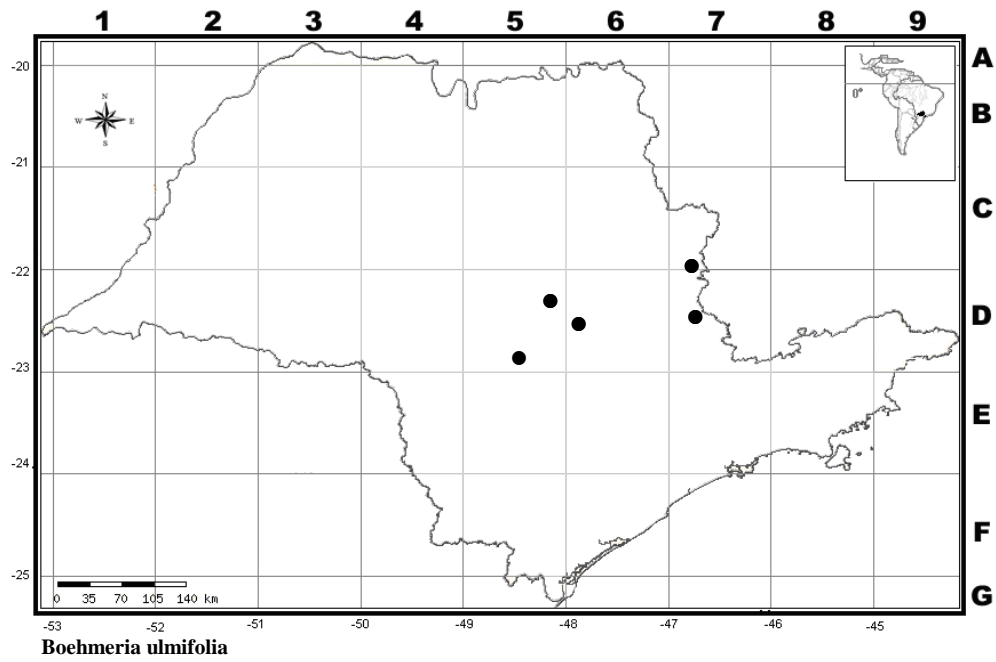 1 2 3 4 5 6 7 8 9
A
-20
0°
B
N
W E
S
-21
C
-22
D
-23
E
-24
F
-25
G
0 35 70 105 140 km
-53 -52 -51 -50 -49 -48 -47 -46 -45
Boehmeria ulmifolia